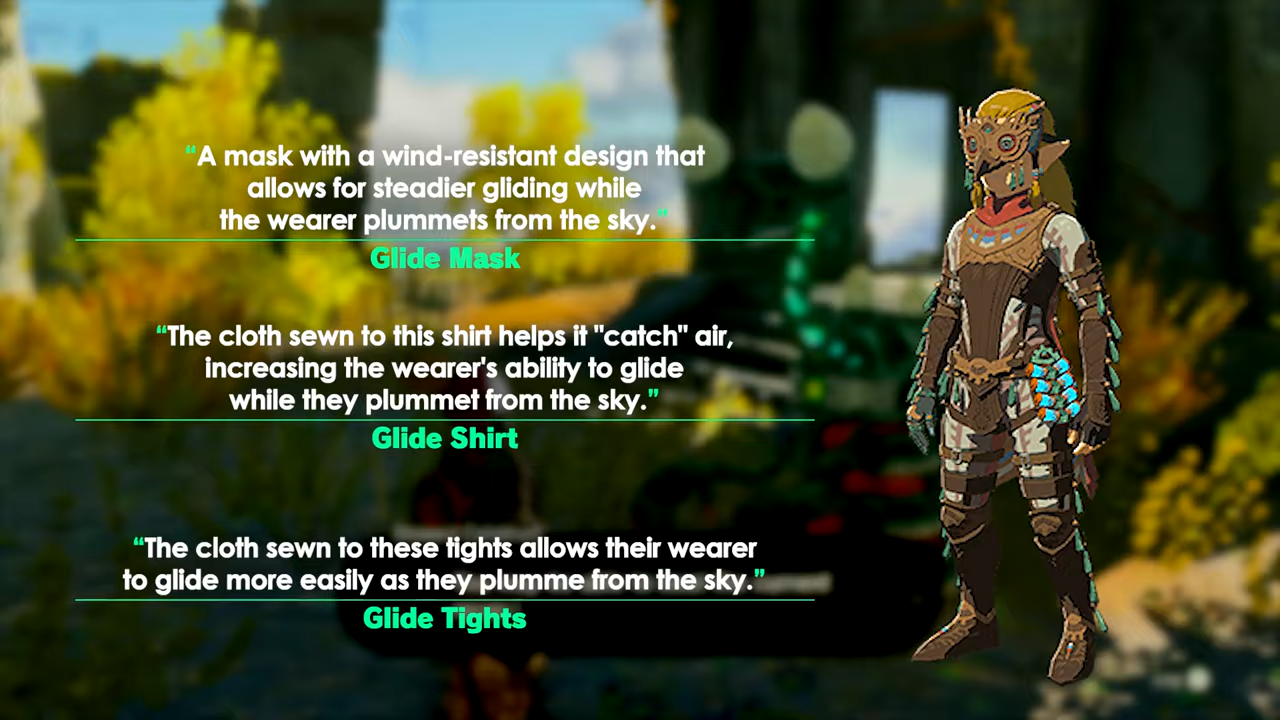 “A mask with a wind-resistant design that
allows for steadier gliding while
the wearer plummets from the sky.”
Glide Mask
“The cloth sewn to this shirt helps it "catch" air,
increasing the wearer's ability to glide
while they plummet from the sky.”
Glide Shirt
“The cloth sewn to these tights allows their wearer
to glide more easily as they plumme from the sky.”
Glide Tights